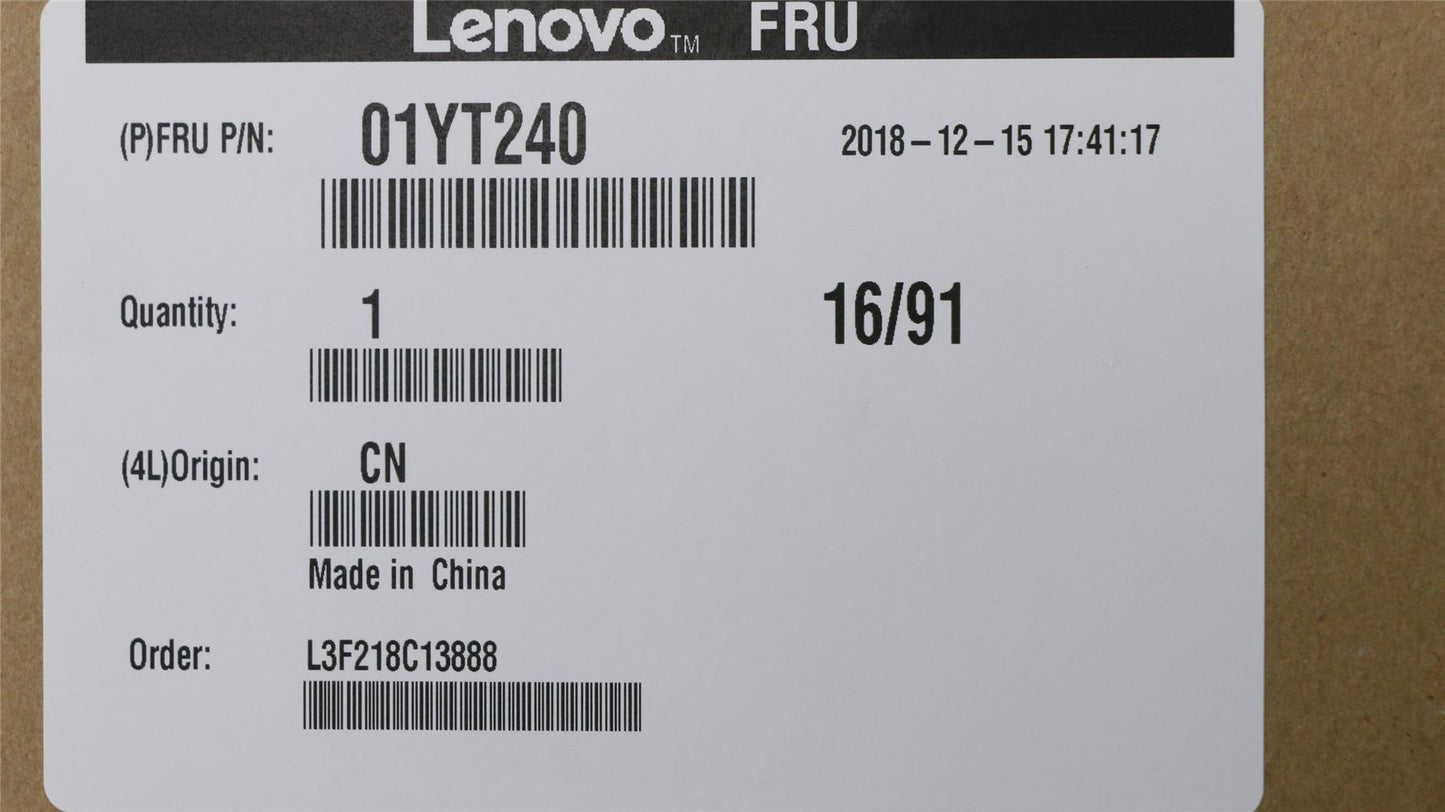 Lenovo™ FRU
(P)FRU P/N: 01YT240 2018-12-15 17:41:17
Quantity: 1 16/91
(4L)Origin: CN
Made in China
Order: L3F218C13888